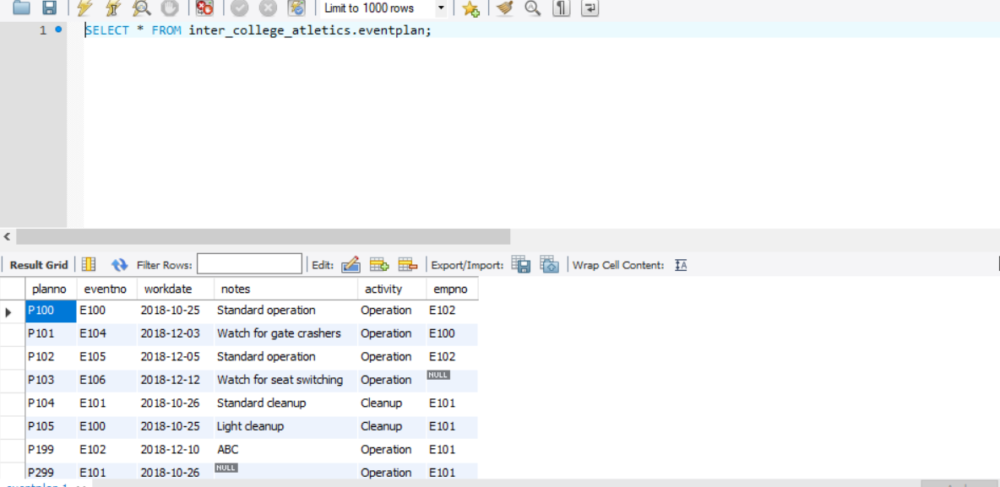 Limit to 1000 rows
1 SELECT * FROM inter_college_atletics.eventplan;
Result Grid Filter Rows: Edit: Export/Import: Wrap Cell Content: IA
planno eventno workdate notes activity empno
P100 E100 2018-10-25 Standard operation Operation E102
P101 E104 2018-12-03 Watch for gate crashers Operation E100
P102 E105 2018-12-05 Standard operation Operation E102
P103 E106 2018-12-12 Watch for seat switching Operation NULL
P104 E101 2018-10-26 Standard cleanup Cleanup E101
P105 E100 2018-10-25 Light cleanup Cleanup E101
P199 E102 2018-12-10 ABC Operation E101
P299 E101 2018-10-26 NULL Operation E101